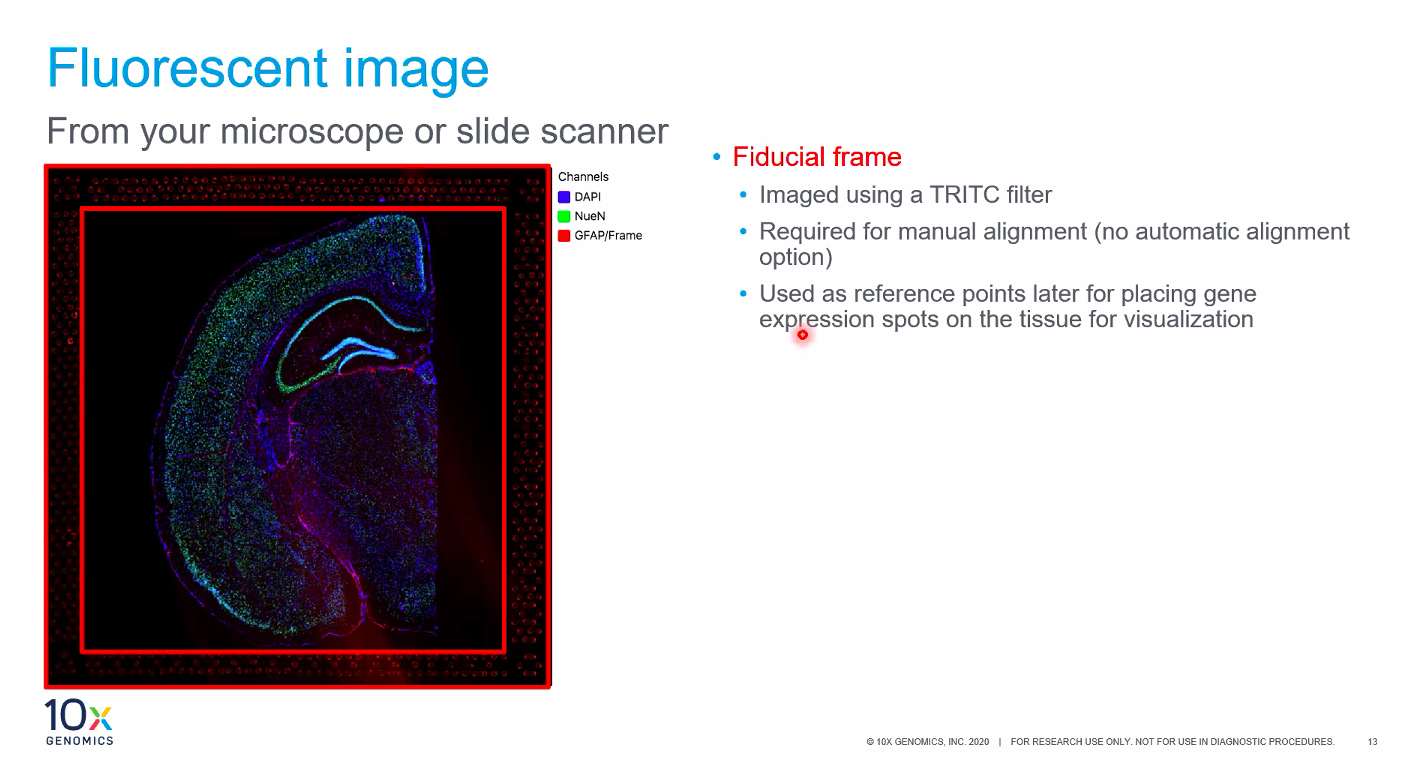 Fluorescent image
From your microscope or slide scanner
Channels
DAPI
NueN
GFAP/Frame
• Fiducial frame
• Imaged using a TRITC filter
• Required for manual alignment (no automatic alignment
option)
• Used as reference points later for placing gene
expression spots on the tissue for visualization
10x
GENOMICS
© 10X GENOMICS, INC. 2020 | FOR RESEARCH USE ONLY. NOT FOR USE IN DIAGNOSTIC PROCEDURES. 13